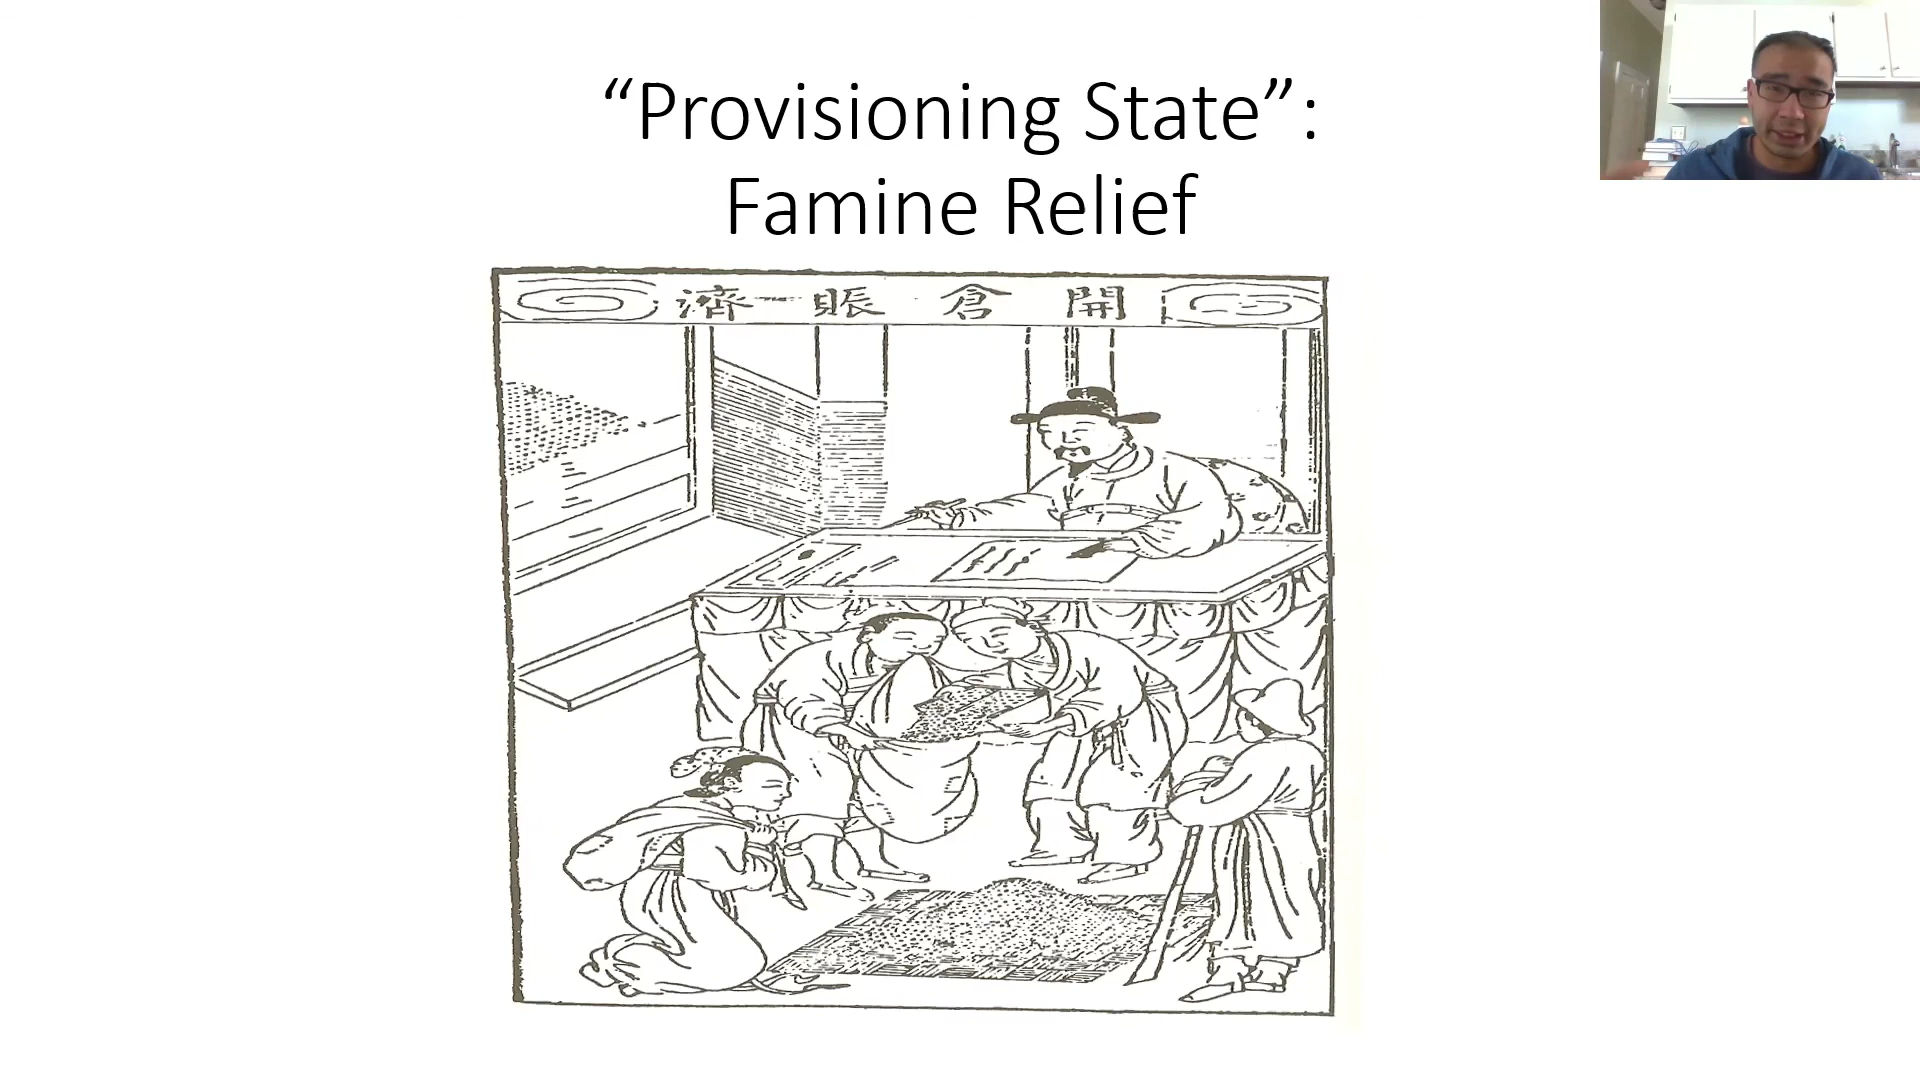 “Provisioning State”:
Famine Relief
開倉賑濟